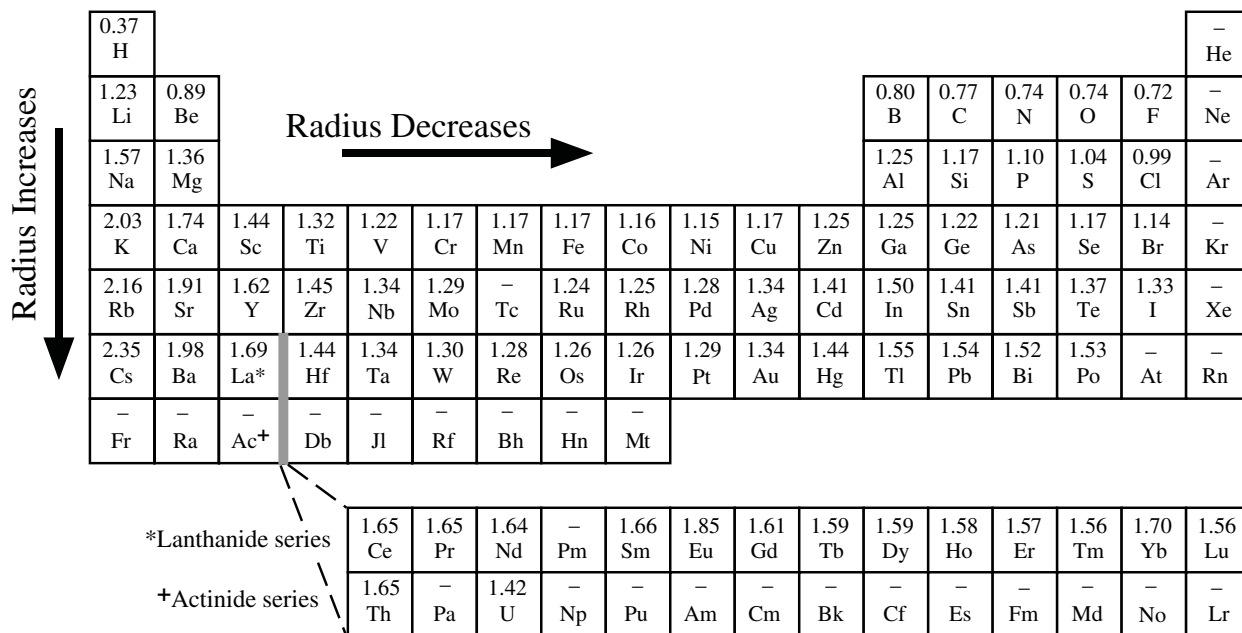 0.37 –
H He
1.23 0.89 0.80 0.77 0.74 0.74 0.72 –
Li Be B C N O F Ne
Radius Decreases
1.57 1.36 1.25 1.17 1.10 1.04 0.99 –
Na Mg Al Si P S Cl Ar
Radius Increases
2.03 1.74 1.44 1.32 1.22 1.17 1.17 1.17 1.16 1.15 1.17 1.25 1.25 1.22 1.21 1.17 1.14 –
K Ca Sc Ti V Cr Mn Fe Co Ni Cu Zn Ga Ge As Se Br Kr
2.16 1.91 1.62 1.45 1.34 1.29 – 1.24 1.25 1.28 1.34 1.41 1.50 1.41 1.41 1.37 1.33 –
Rb Sr Y Zr Nb Mo Tc Ru Rh Pd Ag Cd In Sn Sb Te I Xe
2.35 1.98 1.69 1.44 1.34 1.30 1.28 1.26 1.26 1.29 1.34 1.44 1.55 1.54 1.52 1.53 – –
Cs Ba La* Hf Ta W Re Os Ir Pt Au Hg Tl Pb Bi Po At Rn
– – – – – – – – –
Fr Ra Ac+ Db Jl Rf Bh Hn Mt
*Lanthanide series
1.65 1.65 1.64 – 1.66 1.85 1.61 1.59 1.59 1.58 1.57 1.56 1.70 1.56
Ce Pr Nd Pm Sm Eu Gd Tb Dy Ho Er Tm Yb Lu
+Actinide series
1.65 – 1.42 – – – – – – – – – – –
Th Pa U Np Pu Am Cm Bk Cf Es Fm Md No Lr